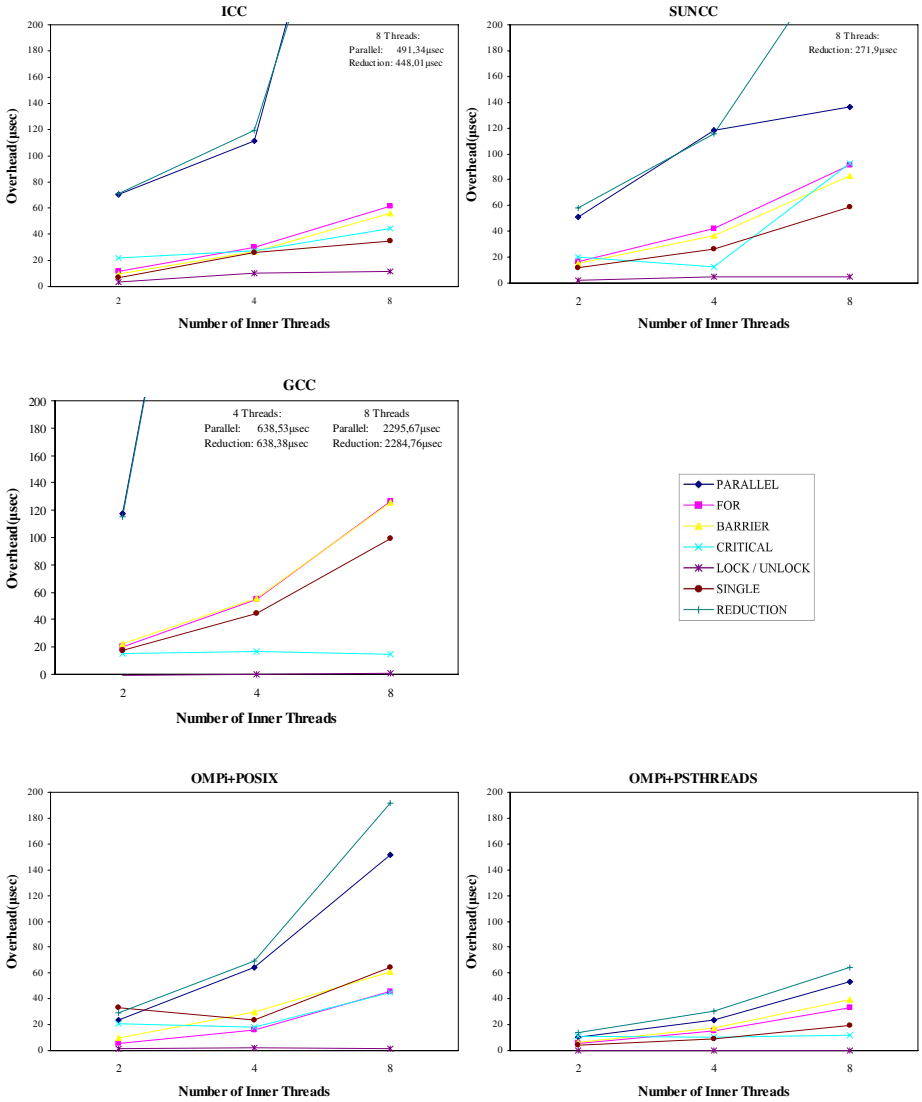 ICC
200
180
160
140
120
100
80
60
40
20
0
Overhead(μsec)
8 Threads:
Parallel: 491,34μsec
Reduction: 448,01μsec
2 4 8
Number of Inner Threads
SUNCC
200
180
160
140
120
100
80
60
40
20
0
Overhead (μsec)
8 Threads:
Reduction: 271,9μsec
2 4 8
Number of Inner Threads
GCC
200
180
160
140
120
100
80
60
40
20
0
Overhead(μsec)
4 Threads:
Parallel: 638,53μsec
Reduction: 638,38μsec
8 Threads
Parallel: 2295,67μsec
Reduction: 2284,76μsec
2 4 8
Number of Inner Threads
PARALLEL
FOR
BARRIER
CRITICAL
LOCK / UNLOCK
SINGLE
REDUCTION
OMPi+POSIX
200
180
160
140
120
100
80
60
40
20
0
Overhead(μsec)
2 4 8
Number of Inner Threads
OMPi+PSTHREADS
200
180
160
140
120
100
80
60
40
20
0
Overhead(μsec)
2 4 8
Number of Inner Threads